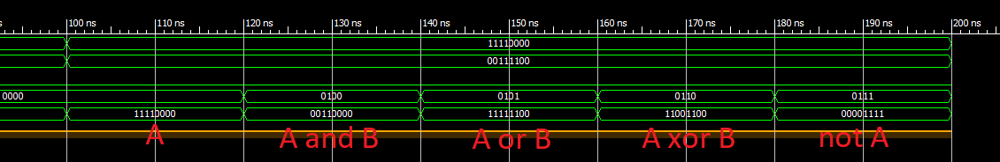 s 100 ns 110 ns 120 ns 130 ns 140 ns 150 ns 160 ns 170 ns 180 ns 190 ns 200 ns
11110000
00111100
0000 0100 0101 0110 0111
11110000 00110000 11111100 11001100 00001111
A A and B A or B A xor B not A